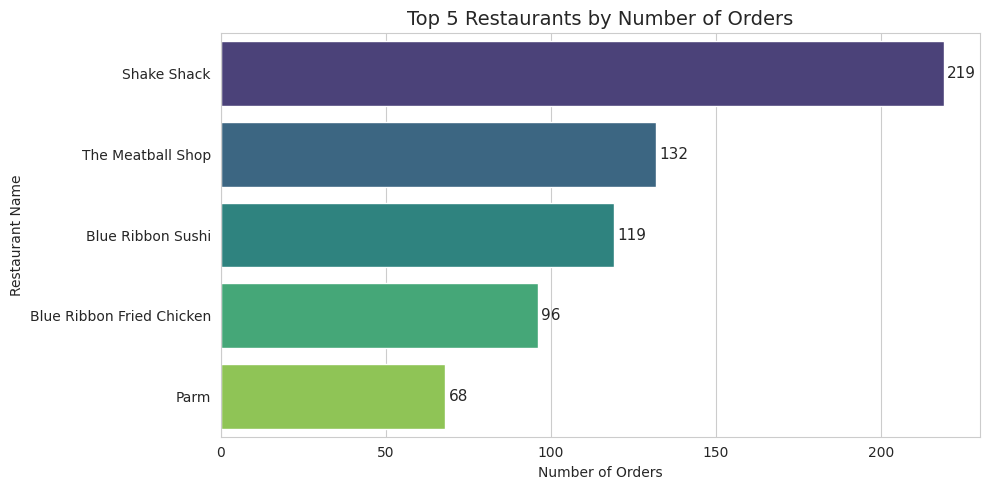 Top 5 Restaurants by Number of Orders
Restaurant Name
Shake Shack 219
The Meatball Shop 132
Blue Ribbon Sushi 119
Blue Ribbon Fried Chicken 96
Parm 68
0 50 100 150 200
Number of Orders